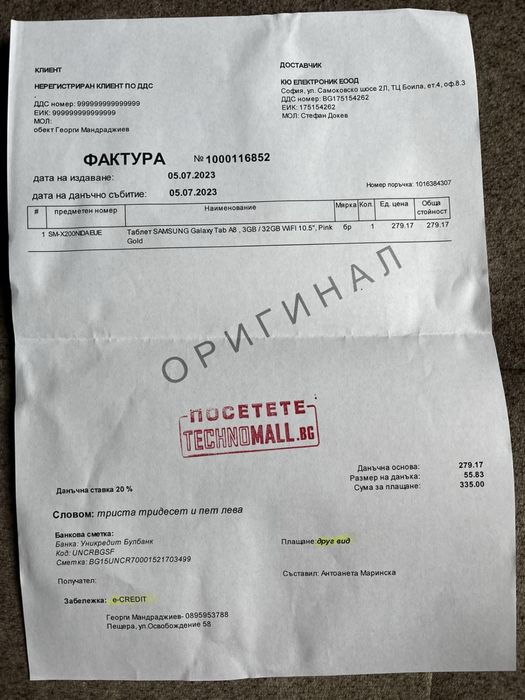 КЛИЕНТ
НЕРЕГИСТРИРАН КЛИЕНТ ПО ДДС
ДДС номер: 999999999999999
ЕИК: 999999999999999
МОЛ:
обект Георги Мандраджиев
ДОСТАВЧИК
КЮ ЕЛЕКТРОНИК ЕООД
София, ул. Самоковско шосе 2Л, ТЦ Боила, ет.4, оф.8.3
ДДС номер: BG175154262
ЕИК: 175154262
МОЛ: Стефан Доков
ФАКТУРА №1000116852
дата на издаване: 05.07.2023
дата на данъчно събитие: 05.07.2023
Номер поръчка: 1016384307
# предметен номер Наименование Мярка Кол. Ед. цена Обща стойност
1 SM-X200NIDAEUE Таблет SAMSUNG Galaxy Tab A8 , 3GB / 32GB WIFI 10.5", Pink бр 1 279.17 279.17
Gold
ОРИГИНАЛ
ПОСЕТЕТЕ
TECHNOMALL.BG
Данъчна основа: 279.17
Данъчна ставка 20 % Размер на данъка: 55.83
Сума за плащане: 335.00
Словом: триста тридесет и пет лева
Банкова сметка:
Банка: Уникредит Булбанк
Код: UNCRBGSF
Сметка: BG15UNCR70001521703499
Плащане: друг вид
Получател:
Съставил: Антоанета Маринска
Забележка: e-CREDIT
Георги Мандраджиев- 0895953788
Пещера, ул.Освобождение 58